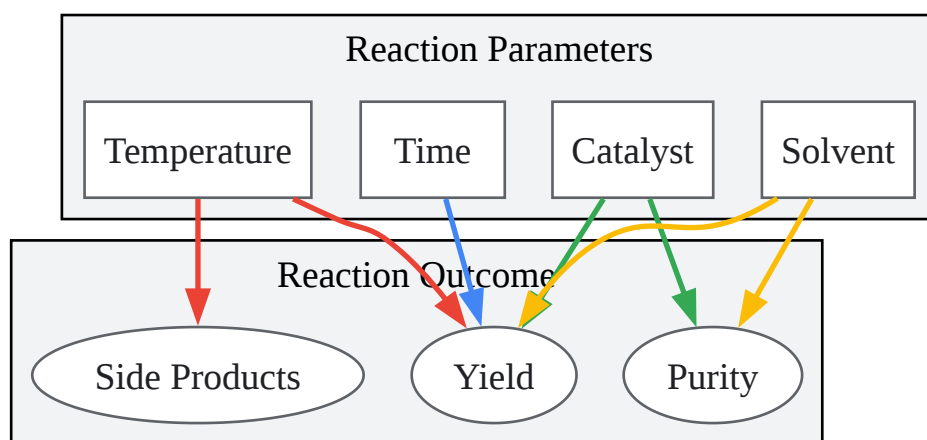 Reaction Parameters
Temperature
Time
Catalyst
Solvent
Reaction Outcome
Side Products
Yield
Purity